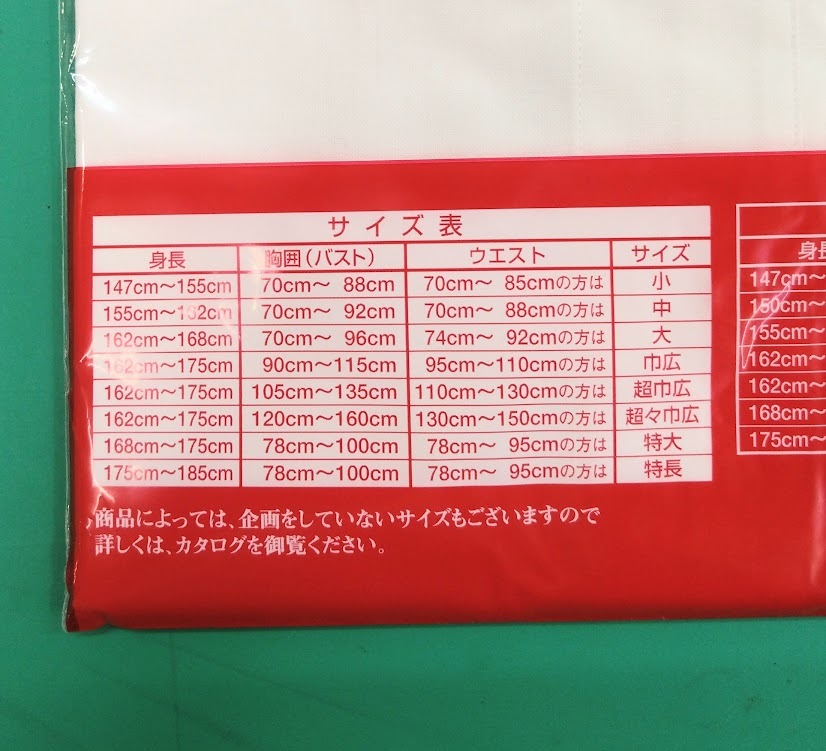 サイズ表
身長 胸囲(バスト) ウエスト サイズ
147cm〜155cm 70cm〜 88cm 70cm〜 85cmの方は 小
155cm〜162cm 70cm〜 92cm 70cm〜 88cmの方は 中
162cm〜168cm 70cm〜 96cm 74cm〜 92cmの方は 大
162cm〜175cm 90cm〜115cm 95cm〜110cmの方は 巾広
162cm〜175cm 105cm〜135cm 110cm〜130cmの方は 超巾広
162cm〜175cm 120cm〜160cm 130cm〜150cmの方は 超々巾広
168cm〜175cm 78cm〜100cm 78cm〜 95cmの方は 特大
175cm〜185cm 78cm〜100cm 78cm〜 95cmの方は 特長
商品によっては、企画をしていないサイズもございますので
詳しくは、カタログを御覧ください。
身長
147cm〜
150cm〜
155cm〜
162cm〜
162cm〜
168cm〜
175cm〜